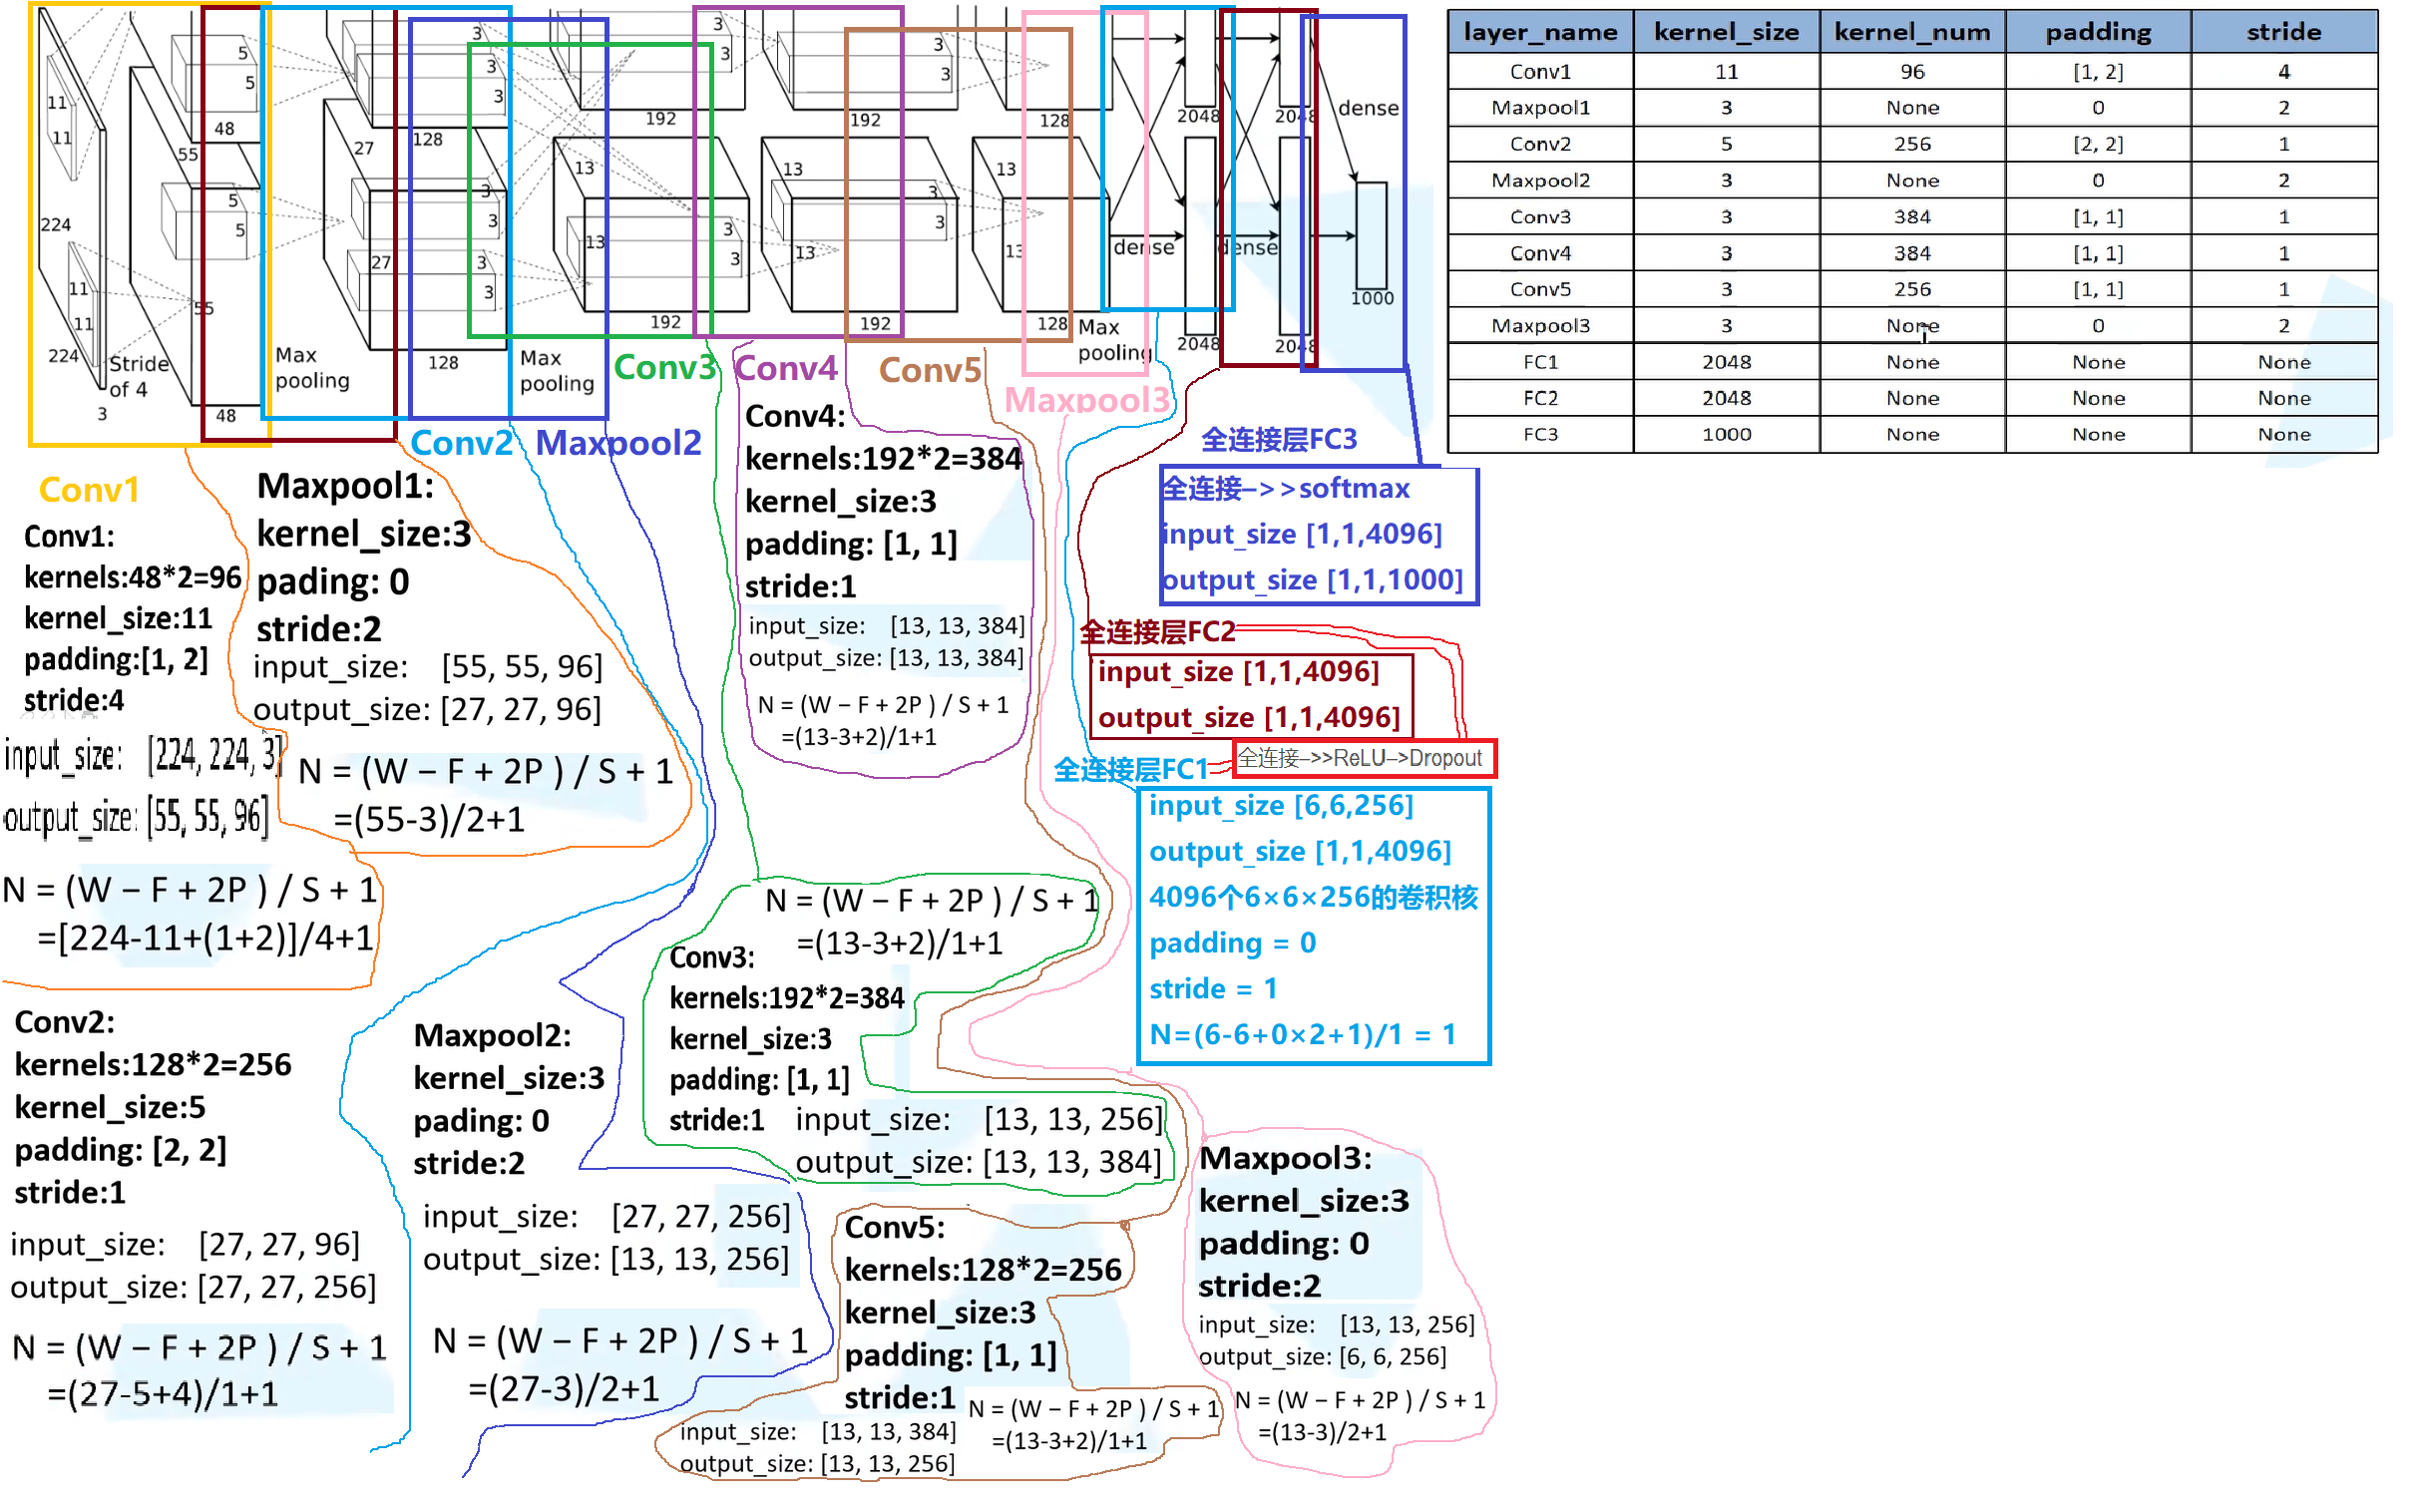 3
5
3
3
3
3
3
3
5
3
3
3
11
11
48
128
192
192
128
2048
2048
dense
55
27
13
13
13
5
5
3
3
3
3
3
3
224
27
3
3
13
13
13
dense
dense
11
11
55
3
1000
224
Stride
of 4
Max
pooling
128
Max
pooling
192
192
128
Max
pooling
2048
2048
3
48
layer_name kernel_size kernel_num padding stride
Conv1 11 96 [1, 2] 4
Maxpool1 3 None 0 2
Conv2 5 256 [2, 2] 1
Maxpool2 3 None 0 2
Conv3 3 384 [1, 1] 1
Conv4 3 384 [1, 1] 1
Conv5 3 256 [1, 1] 1
Maxpool3 3 None 0 2
FC1 2048 None None None
FC2 2048 None None None
FC3 1000 None None None
Conv1
Conv2
Maxpool2
Conv3
Conv4
Conv5
Maxpool3
Conv1:
kernels:48*2=96
kernel_size:11
padding:[1, 2]
stride:4
input_size: [224, 224, 3]
output_size: [55, 55, 96]
N = (W − F + 2P ) / S + 1
=[224-11+(1+2)]/4+1
Maxpool1:
kernel_size:3
pading: 0
stride:2
input_size: [55, 55, 96]
output_size: [27, 27, 96]
N = (W − F + 2P ) / S + 1
=(55-3)/2+1
Conv4:
kernels:192*2=384
kernel_size:3
padding: [1, 1]
stride:1
input_size: [13, 13, 384]
output_size: [13, 13, 384]
N = (W − F + 2P ) / S + 1
=(13-3+2)/1+1
全连接层FC3
全连接–>>softmax
input_size [1,1,4096]
output_size [1,1,1000]
全连接层FC2
input_size [1,1,4096]
output_size [1,1,4096]
全连接–>>ReLU–>Dropout
全连接层FC1
input_size [6,6,256]
output_size [1,1,4096]
4096个6×6×256的卷积核
padding = 0
stride = 1
N=(6-6+0×2+1)/1 = 1
Conv2:
kernels:128*2=256
kernel_size:5
padding: [2, 2]
stride:1
input_size: [27, 27, 96]
output_size: [27, 27, 256]
N = (W − F + 2P ) / S + 1
=(27-5+4)/1+1
Maxpool2:
kernel_size:3
pading: 0
stride:2
input_size: [27, 27, 256]
output_size: [13, 13, 256]
N = (W − F + 2P ) / S + 1
=(27-3)/2+1
N = (W − F + 2P ) / S + 1
=(13-3+2)/1+1
Conv3:
kernels:192*2=384
kernel_size:3
padding: [1, 1]
stride:1
input_size: [13, 13, 256]
output_size: [13, 13, 384]
Conv5:
kernels:128*2=256
kernel_size:3
padding: [1, 1]
stride:1
N = (W − F + 2P ) / S + 1
=(13-3+2)/1+1
input_size: [13, 13, 384]
output_size: [13, 13, 256]
Maxpool3:
kernel_size:3
padding: 0
stride:2
input_size: [13, 13, 256]
output_size: [6, 6, 256]
N = (W − F + 2P ) / S + 1
=(13-3)/2+1